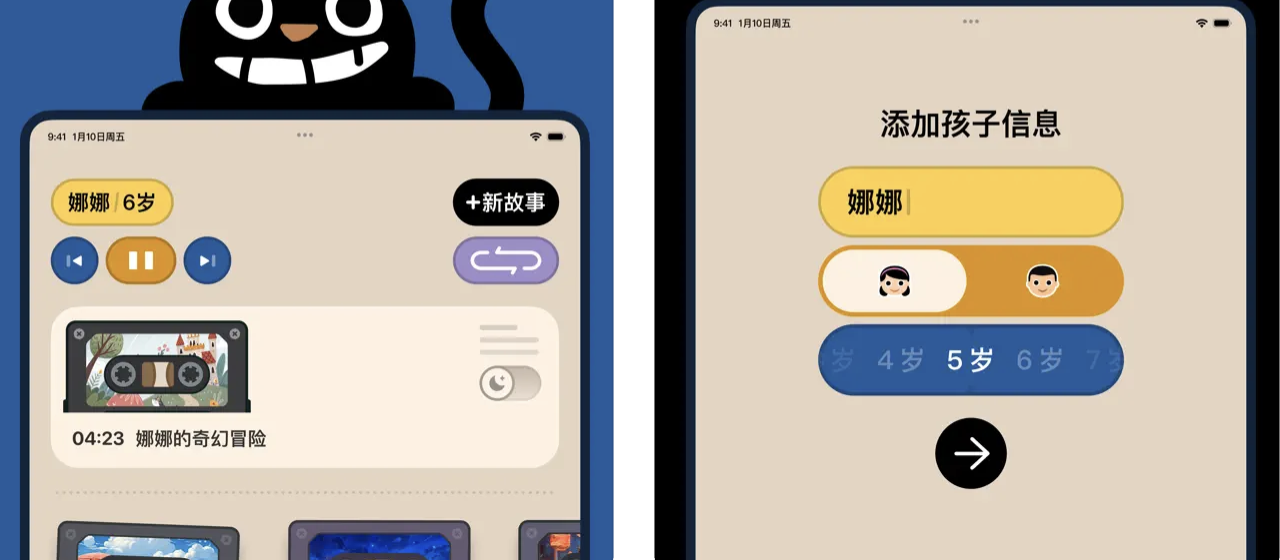 9:41 1月10日周五
娜娜 6岁
+新故事
04:23 娜娜的奇幻冒险
9:41 1月10日周五
添加孩子信息
娜娜
岁 4岁 5岁 6岁 7岁